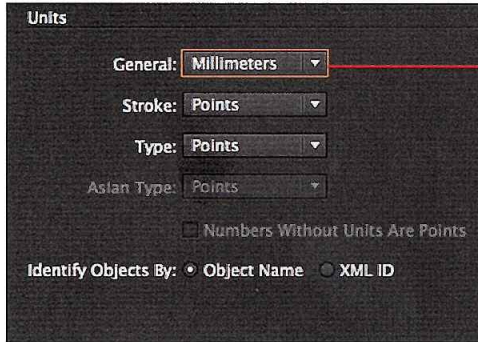 Units
General: Millimeters
Stroke: Points
Type: Points
Asian Type: Points
Numbers Without Units Are Points
Identify Objects By: Object Name XML ID